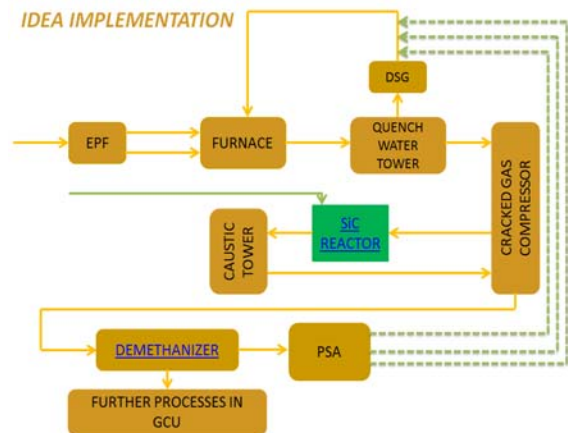 IDEA IMPLEMENTATION
DSG
EPF
FURNACE
QUENCH
WATER
TOWER
CRACKED GAS
COMPRESSOR
SiC
REACTOR
CAUSTIC
TOWER
DEMETHANIZER
PSA
FURTHER PROCESSES IN
GCU